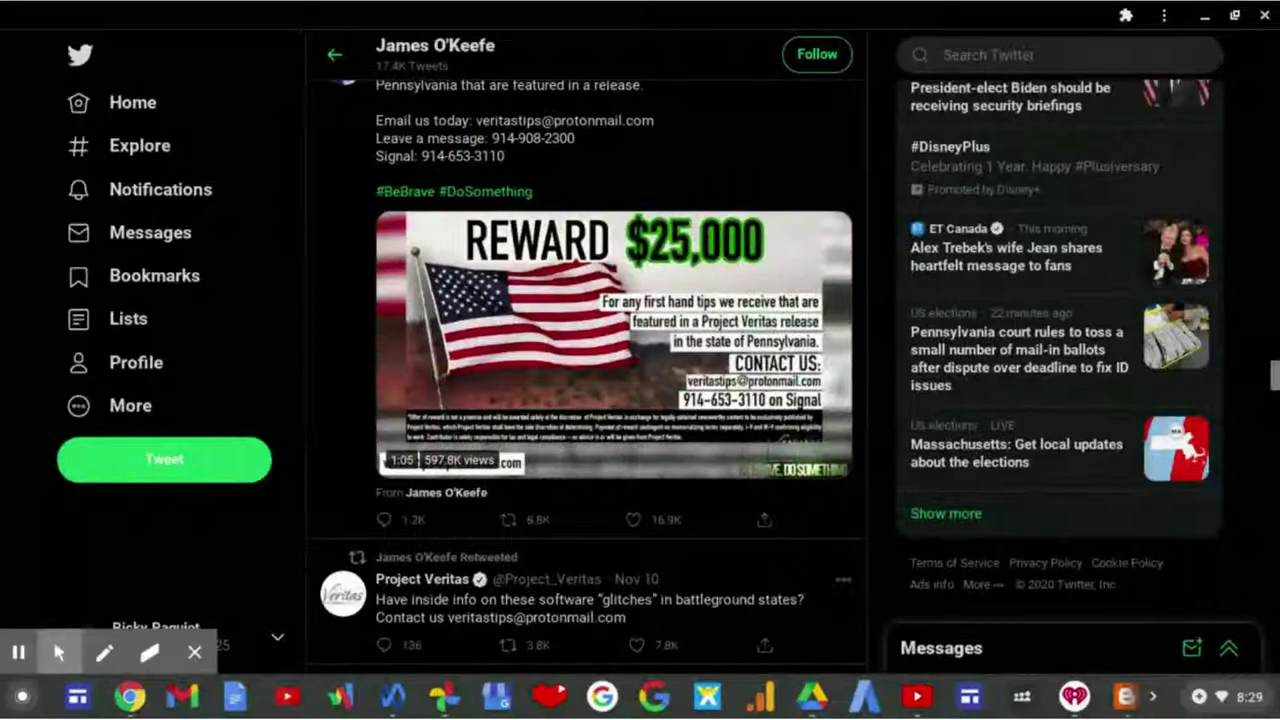 James O'Keefe
17.4K Tweets
Follow
Search Twitter
Home
Explore
Notifications
Messages
Bookmarks
Lists
Profile
More
Tweet
Pennsylvania that are featured in a release.
Email us today: veritastips@protonmail.com
Leave a message: 914-908-2300
Signal: 914-653-3110
#BeBrave #DoSomething
REWARD $25,000
For any first hand tips we receive that are
featured in a Project Veritas release
in the state of Pennsylvania.
CONTACT US:
veritastips@protonmail.com
914-653-3110 on Signal
1:05 597.8K views
.com
DO SOMETHING
From James O'Keefe
1.2K 6.8K 16.9K
James O'Keefe Retweeted
Project Veritas @Project_Veritas · Nov 10
Veritas
Have inside info on these software "glitches" in battleground states?
Contact us veritastips@protonmail.com
136 3.8K 7.8K
President-elect Biden should be
receiving security briefings
#DisneyPlus
Celebrating 1 Year. Happy #Plusiversary
Promoted by Disney+
ET Canada · This morning
Alex Trebek's wife Jean shares
heartfelt message to fans
US elections · 22 minutes ago
Pennsylvania court rules to toss a
small number of mail-in ballots
after dispute over deadline to fix ID
issues
US elections · LIVE
Massachusetts: Get local updates
about the elections
Show more
Terms of Service Privacy Policy Cookie Policy
Ads info More © 2020 Twitter, Inc.
Messages
25
8:29